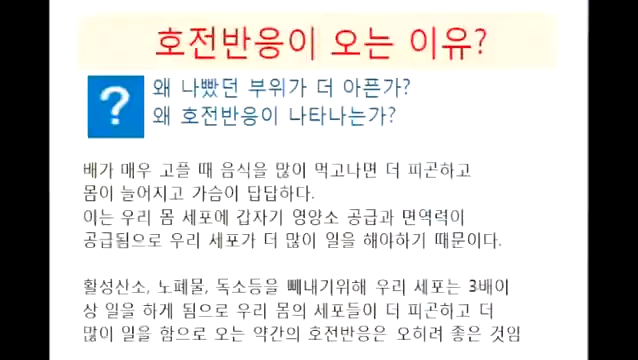 호전반응이 오는 이유?
?
왜 나빴던 부위가 더 아픈가?
왜 호전반응이 나타나는가?
배가 매우 고플 때 음식을 많이 먹고나면 더 피곤하고
몸이 늘어지고 가슴이 답답하다.
이는 우리 몸 세포에 갑자기 영양소 공급과 면역력이
공급됨으로 우리 세포가 더 많이 일을 해야하기 때문이다.
활성산소, 노폐물, 독소등을 빼내기위해 우리 세포는 3배이
상 일을 하게 됨으로 우리 몸의 세포들이 더 피곤하고 더
많이 일을 함으로 오는 약간의 호전반응은 오히려 좋은 것임